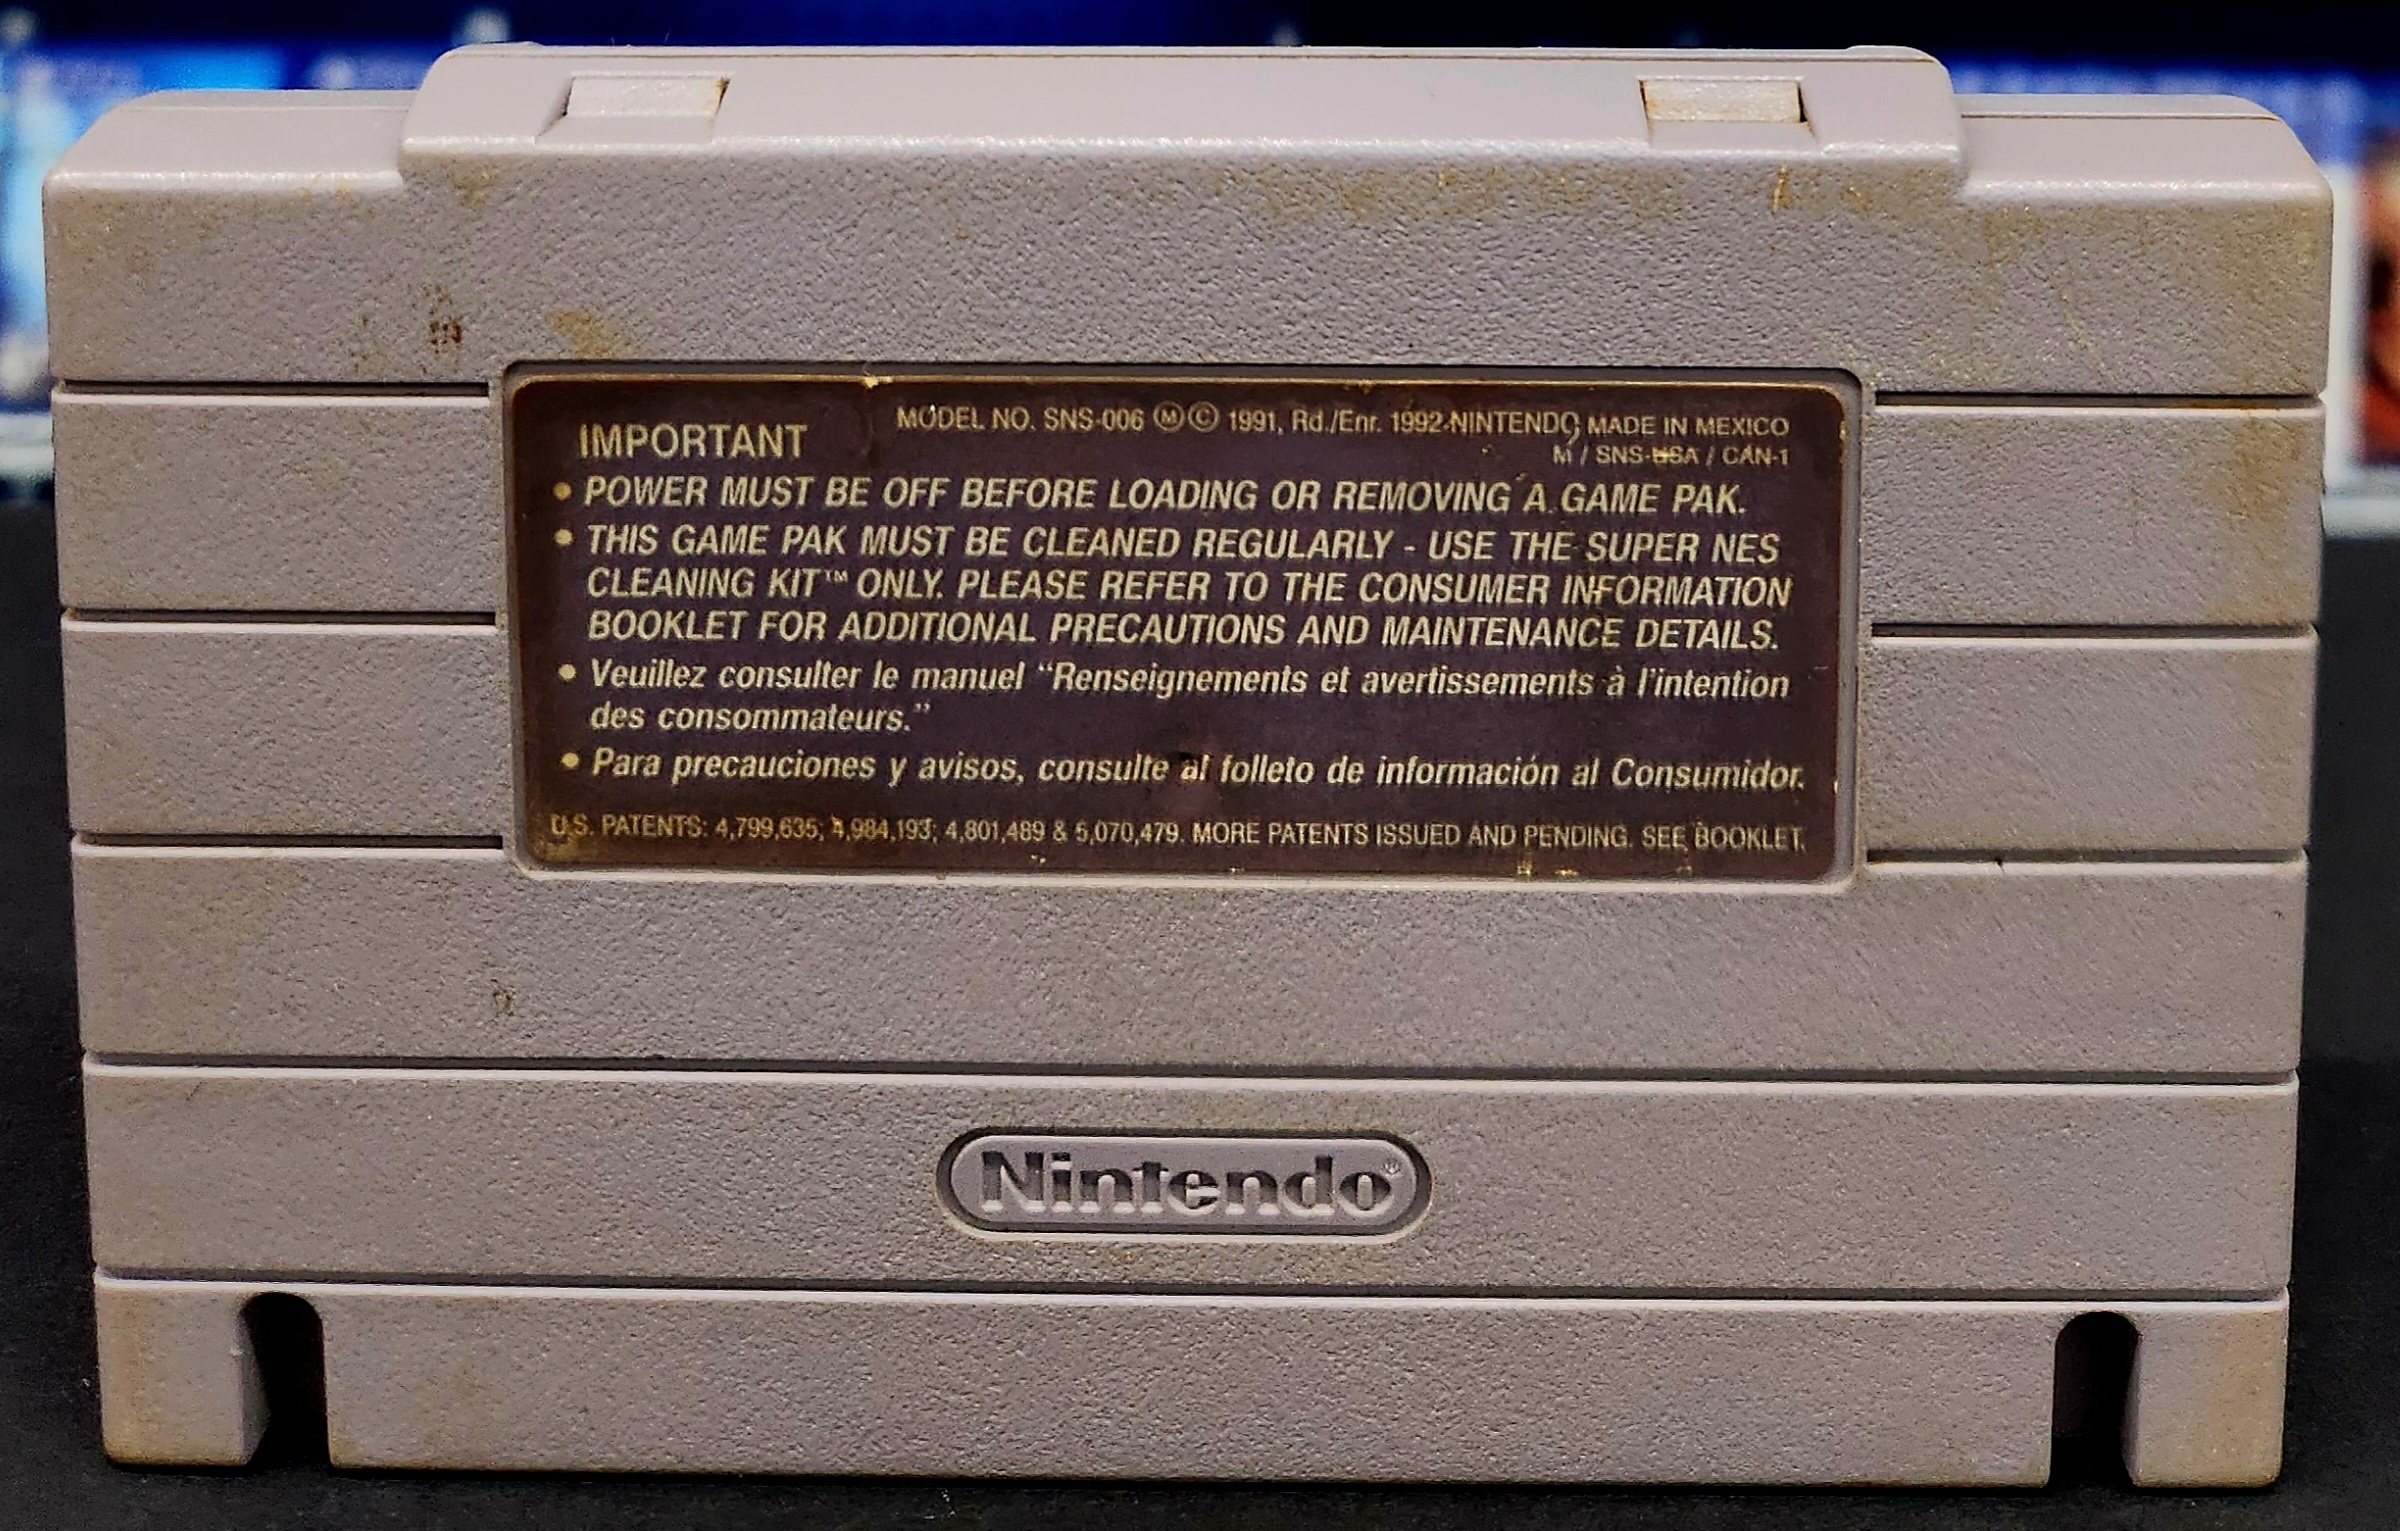 MODEL NO. SNS-006 Ⓜ© 1991, Rd./Enr. 1992 NINTENDO, MADE IN MEXICO
IMPORTANT
M / SNS-USA / CAN-1
• POWER MUST BE OFF BEFORE LOADING OR REMOVING A GAME PAK.
• THIS GAME PAK MUST BE CLEANED REGULARLY - USE THE SUPER NES
CLEANING KIT™ ONLY. PLEASE REFER TO THE CONSUMER INFORMATION
BOOKLET FOR ADDITIONAL PRECAUTIONS AND MAINTENANCE DETAILS.
• Veuillez consulter le manuel “Renseignements et avertissements à l'intention
des consommateurs.”
• Para precauciones y avisos, consulte al folleto de información al Consumidor.
U.S. PATENTS: 4,799,635; 4,984,193; 4,801,489 & 5,070,479. MORE PATENTS ISSUED AND PENDING. SEE BOOKLET.
Nintendo®